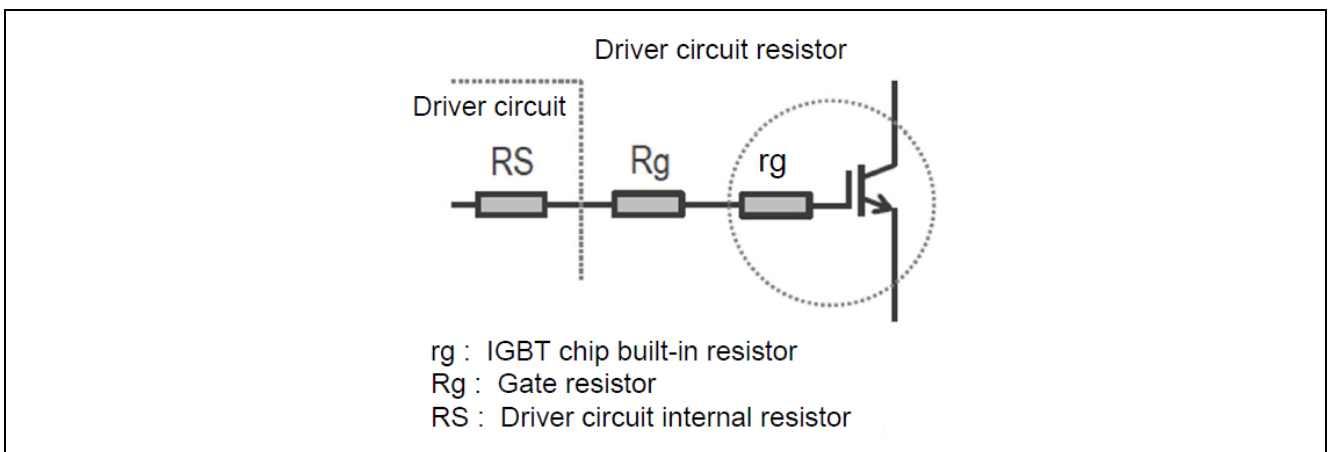 Driver circuit resistor
Driver circuit
RS
Rg
rg
rg : IGBT chip built-in resistor
Rg : Gate resistor
RS : Driver circuit internal resistor